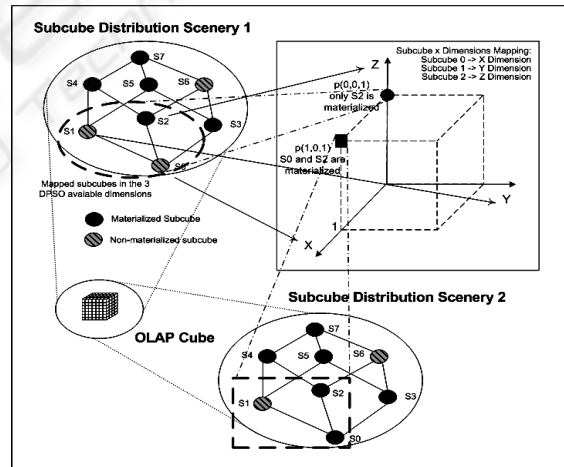 Subcube Distribution Scenery 1
S7
S4
S5
S6
S2
S1
S3
Mapped subcubes in the 3
DPSO avaiable dimensions
Materialized Subcube
Non-materialized subcube
Subcube x Dimensions Mapping:
Subcube 0 -> X Dimension
Subcube 1 -> Y Dimension
Subcube 2 -> Z Dimension
Z
p(0,0,1)
only S2 is
materialized
p(1,0,1)
S0 and S2 are
materialized
Y
X
1
OLAP Cube
Subcube Distribution Scenery 2
S7
S4
S5
S6
S2
S1
S3
S0